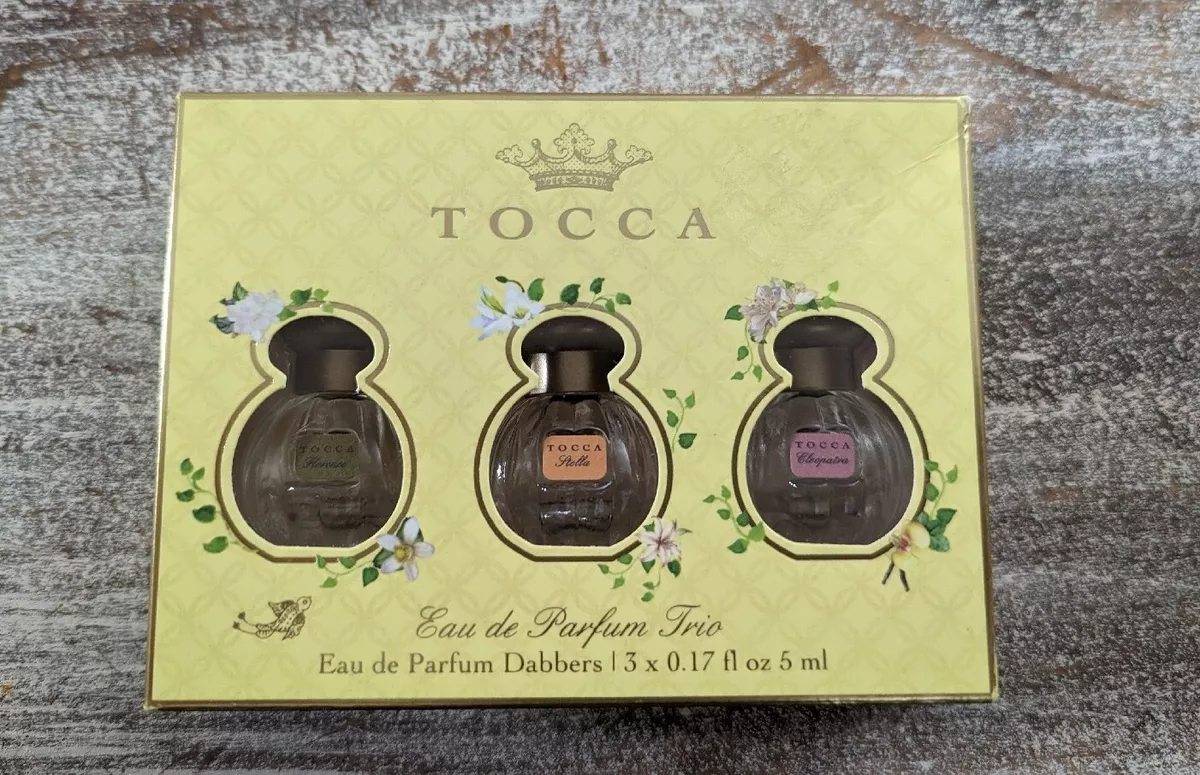 TOCCA
TOCCA
Florence
TOCCA
Stella
TOCCA
Cleopatra
Eau de Parfum Trio
Eau de Parfum Dabbers | 3 x 0.17 fl oz 5 ml